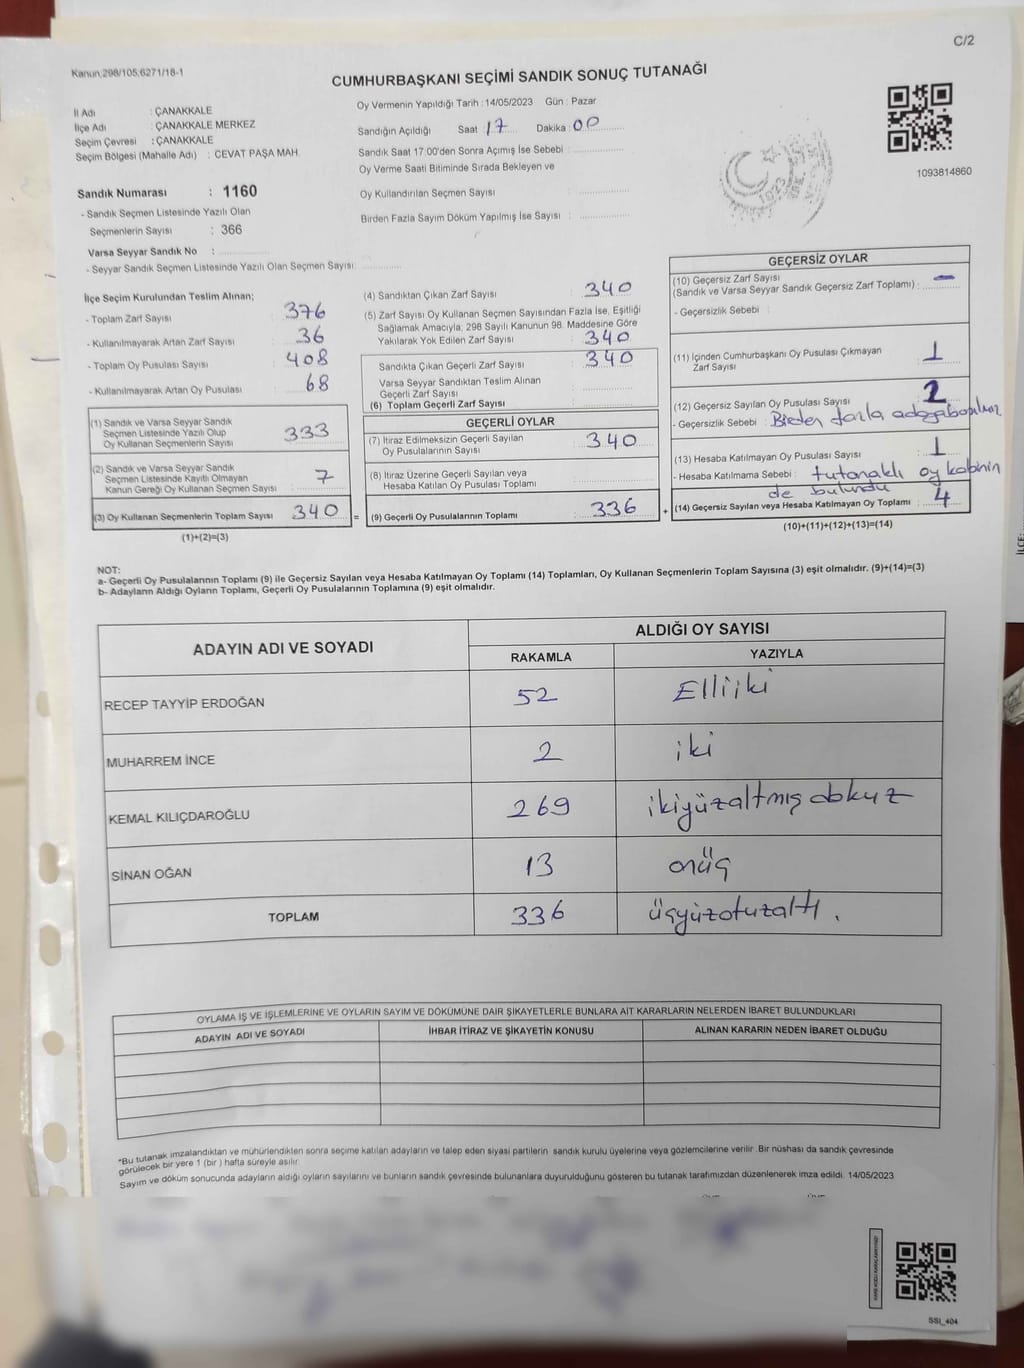 C/2
Kanun:298/105,6271/18-1
CUMHURBAŞKANI SEÇİMİ SANDIK SONUÇ TUTANAĞI
İl Adı : ÇANAKKALE
İlçe Adı : ÇANAKKALE MERKEZ
Seçim Çevresi : ÇANAKKALE
Seçim Bölgesi (Mahalle Adı) : CEVAT PAŞA MAH.
Sandık Numarası : 1160
- Sandık Seçmen Listesinde Yazılı Olan
Seçmenlerin Sayısı : 366
Varsa Seyyar Sandık No :
- Seyyar Sandık Seçmen Listesinde Yazılı Olan Seçmen Sayısı:
Oy Vermenin Yapıldığı Tarih : 14/05/2023 Gün : Pazar
Sandığın Açıldığı Saat : 17 Dakika : 00
Sandık Saat 17:00'den Sonra Açımış İse Sebebi :
Oy Verme Saati Bitiminde Sırada Bekleyen ve
Oy Kullandırılan Seçmen Sayısı :
Birden Fazla Sayım Döküm Yapılmış İse Sayısı :
1923
1093814860
İlçe Seçim Kurulundan Teslim Alınan;
- Toplam Zarf Sayısı : 376
- Kullanılmayarak Artan Zarf Sayısı : 36
- Toplam Oy Pusulası Sayısı : 408
- Kullanılmayarak Artan Oy Pusulası : 68
(1) Sandık ve Varsa Seyyar Sandık
Seçmen Listesinde Yazılı Olup
Oy Kullanan Seçmenlerin Sayısı : 333
(2) Sandık ve Varsa Seyyar Sandık
Seçmen Listesinde Kayıtlı Olmayan
Kanun Gereği Oy Kullanan Seçmen Sayısı : 7
(3) Oy Kullanan Seçmenlerin Toplam Sayısı 340 =
(1)+(2)=(3)
(4) Sandıktan Çıkan Zarf Sayısı : 340
(5) Zarf Sayısı Oy Kullanan Seçmen Sayısından Fazla İse, Eşitliği
Sağlamak Amacıyla; 298 Sayılı Kanunun 98. Maddesine Göre
Yakılarak Yok Edilen Zarf Sayısı : 340
Sandıkta Çıkan Geçerli Zarf Sayısı : 340
Varsa Seyyar Sandıktan Teslim Alınan
Geçerli Zarf Sayısı :
(6) Toplam Geçerli Zarf Sayısı :
GEÇERLİ OYLAR
(7) İtiraz Edilmeksizin Geçerli Sayılan
Oy Pusulalarının Sayısı : 340
(8) İtiraz Üzerine Geçerli Sayılan veya
Hesaba Katılan Oy Pusulası Toplamı :
(9) Geçerli Oy Pusulalarının Toplamı : 336 +
GEÇERSİZ OYLAR
(10) Geçersiz Zarf Sayısı
(Sandık ve Varsa Seyyar Sandık Geçersiz Zarf Toplamı) : –
- Geçersizlik Sebebi :
(11) İçinden Cumhurbaşkanı Oy Pusulası Çıkmayan
Zarf Sayısı : 1
(12) Geçersiz Sayılan Oy Pusulası Sayısı : 2
- Geçersizlik Sebebi : Birden fazla adaya
(13) Hesaba Katılmayan Oy Pusulası Sayısı : 1
- Hesaba Katılmama Sebebi : tutanaklı oy kabinin
de bulundu
(14) Geçersiz Sayılan veya Hesaba Katılmayan Oy Toplamı : 4
(10)+(11)+(12)+(13)=(14)
NOT:
a- Geçerli Oy Pusulalarının Toplamı (9) ile Geçersiz Sayılan veya Hesaba Katılmayan Oy Toplamı (14) Toplamları, Oy Kullanan Seçmenlerin Toplam Sayısına (3) eşit olmalıdır. (9)+(14)=(3)
b- Adayların Aldığı Oyların Toplamı, Geçerli Oy Pusulalarının Toplamına (9) eşit olmalıdır.
ADAYIN ADI VE SOYADI ALDIĞI OY SAYISI
RAKAMLA YAZIYLA
RECEP TAYYİP ERDOĞAN 52 Elliiki
MUHARREM İNCE 2 iki
KEMAL KILIÇDAROĞLU 269 ikiyüzaltmış dokuz
SİNAN OĞAN 13 onüç
TOPLAM 336 üçyüzotuzaltı.
OYLAMA İŞ VE İŞLEMLERİNE VE OYLARIN SAYIM VE DÖKÜMÜNE DAİR ŞİKAYETLERLE BUNLARA AİT KARARLARIN NELERDEN İBARET BULUNDUKLARI
ADAYIN ADI VE SOYADI İHBAR İTİRAZ VE ŞİKAYETİN KONUSU ALINAN KARARIN NEDEN İBARET OLDUĞU
*Bu tutanak imzalandıktan ve mühürlendikten sonra seçime katılan adayların ve talep eden siyasi partilerin sandık kurulu üyelerine veya gözlemcilerine verilir. Bir nüshası da sandık çevresinde
görülecek bir yere 1 (bir ) hafta süreyle asılır.
Sayım ve döküm sonucunda adayların aldığı oyların sayılarını ve bunların sandık çevresinde bulunanlara duyurulduğunu gösteren bu tutanak tarafımızdan düzenlenerek imza edildi. 14/05/2023
SSI_404